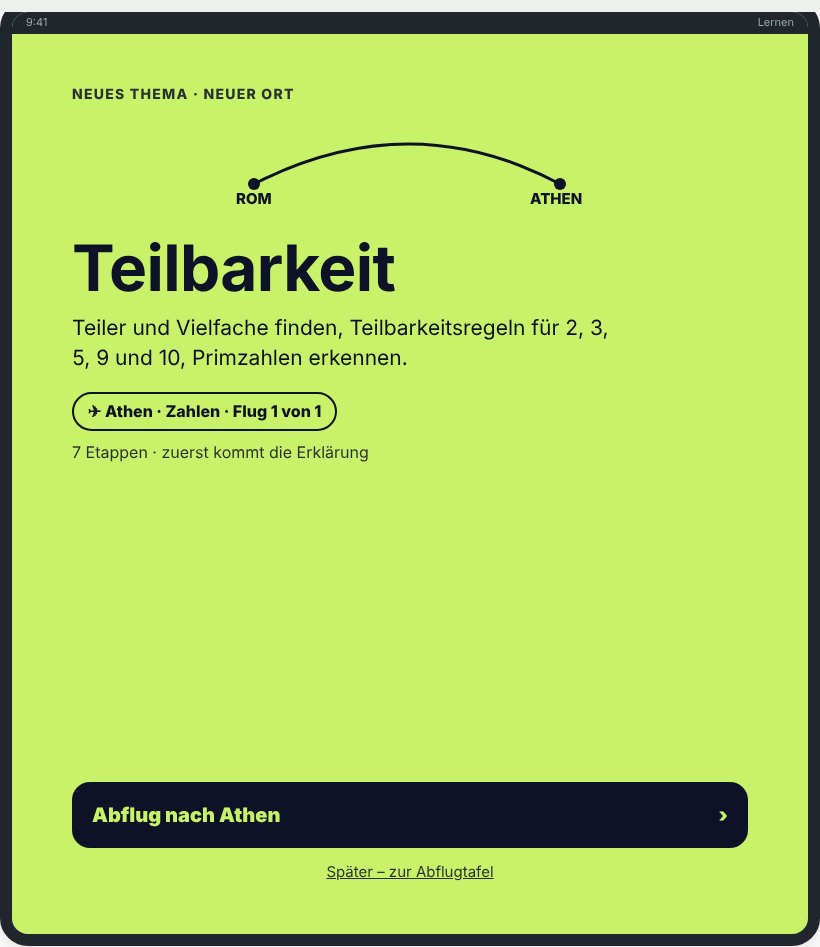 9:41
Lernen
NEUES THEMA · NEUER ORT
ROM
ATHEN
Teilbarkeit
Teiler und Vielfache finden, Teilbarkeitsregeln für 2, 3,
5, 9 und 10, Primzahlen erkennen.
✈ Athen · Zahlen · Flug 1 von 1
7 Etappen · zuerst kommt die Erklärung
Abflug nach Athen ›
Später – zur Abflugtafel